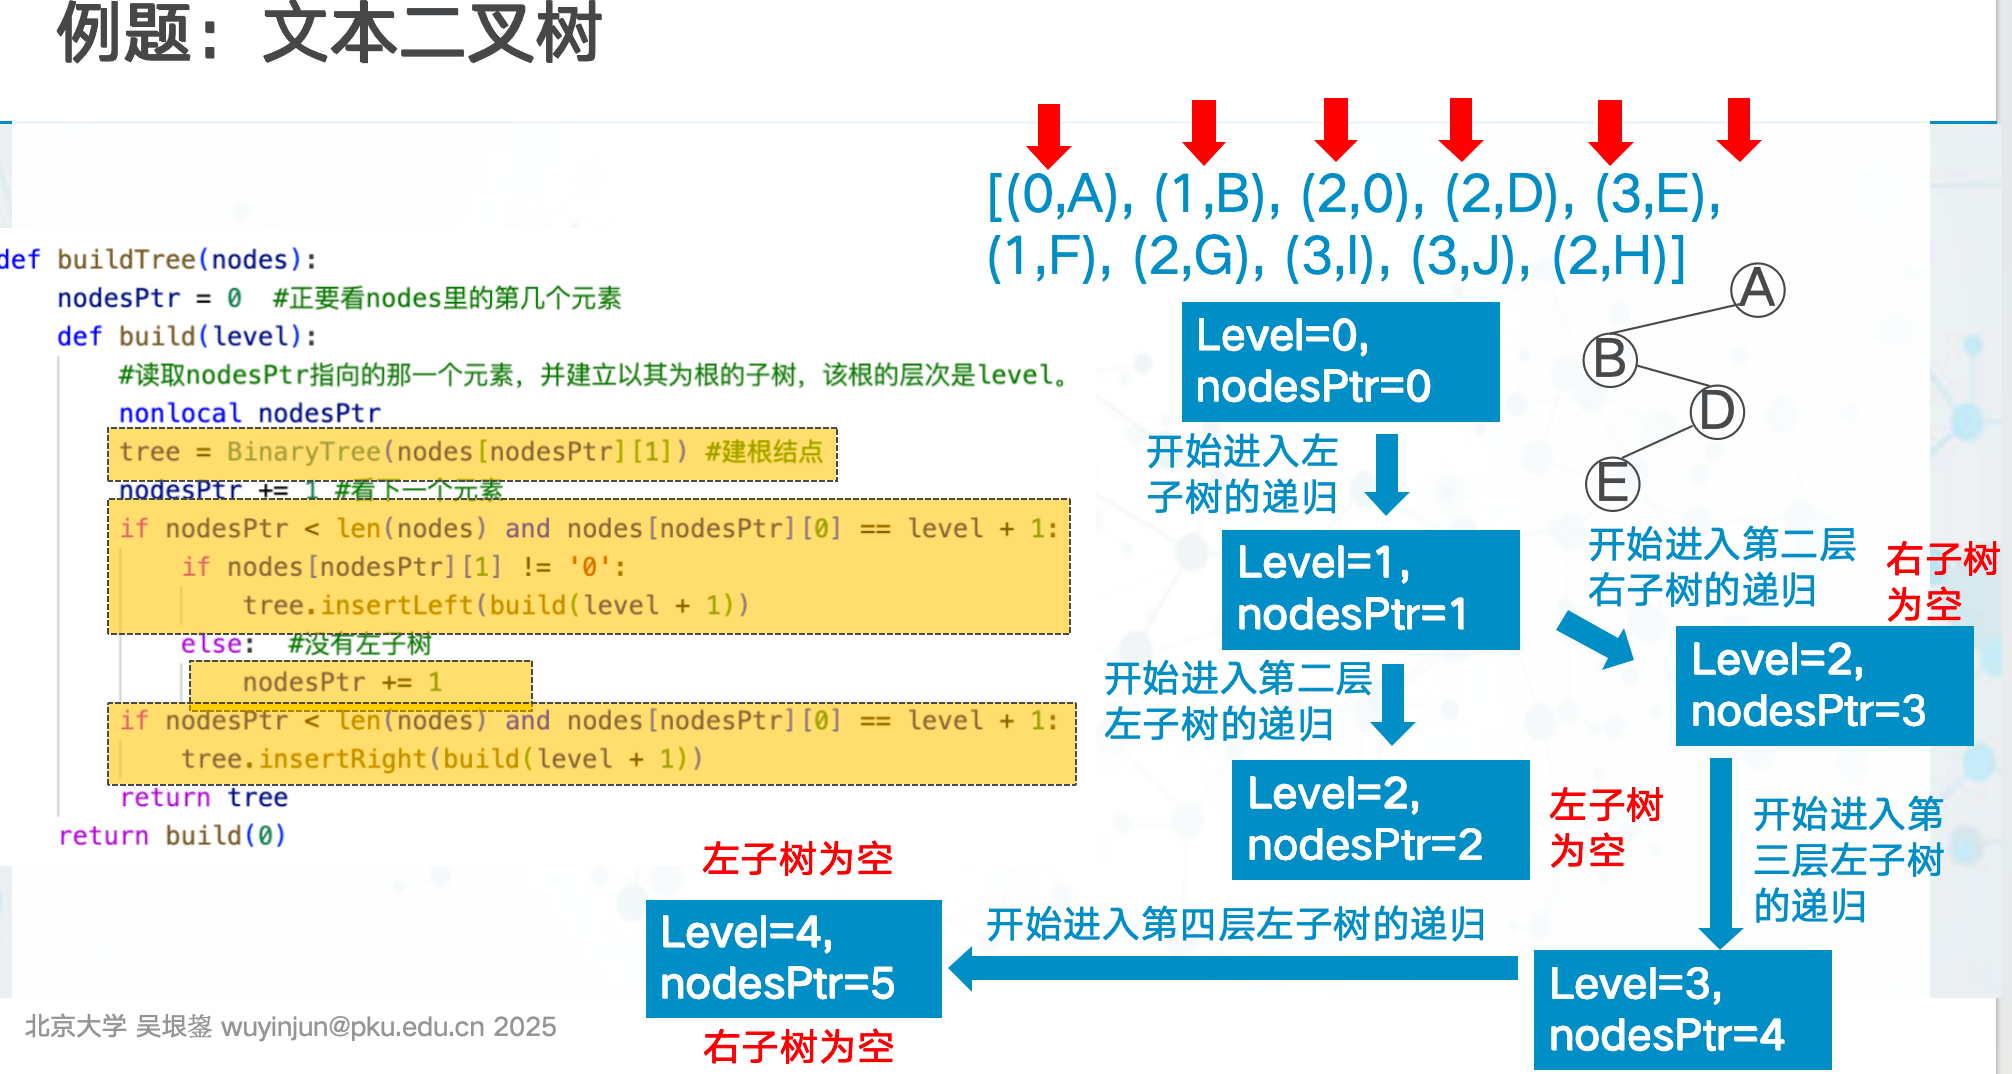 例题：文本二叉树
[(0,A), (1,B), (2,0), (2,D), (3,E),
(1,F), (2,G), (3,I), (3,J), (2,H)]
def buildTree(nodes):
    nodesPtr = 0  #正要看nodes里的第几个元素
    def build(level):
        #读取nodesPtr指向的那一个元素，并建立以其为根的子树，该根的层次是level。
        nonlocal nodesPtr
        tree = BinaryTree(nodes[nodesPtr][1]) #建根结点
        nodesPtr += 1 #看下一个元素
        if nodesPtr < len(nodes) and nodes[nodesPtr][0] == level + 1:
            if nodes[nodesPtr][1] != '0':
                tree.insertLeft(build(level + 1))
            else:  #没有左子树
                nodesPtr += 1
        if nodesPtr < len(nodes) and nodes[nodesPtr][0] == level + 1:
            tree.insertRight(build(level + 1))
        return tree
    return build(0)
Level=0,
nodesPtr=0
A
B
D
E
开始进入左
子树的递归
Level=1,
nodesPtr=1
开始进入第二层
右子树的递归
右子树
为空
Level=2,
nodesPtr=3
开始进入第二层
左子树的递归
Level=2,
nodesPtr=2
左子树
为空
开始进入第
三层左子树
的递归
Level=3,
nodesPtr=4
开始进入第四层左子树的递归
左子树为空
Level=4,
nodesPtr=5
右子树为空
北京大学 吴垠鋆 wuyinjun@pku.edu.cn 2025